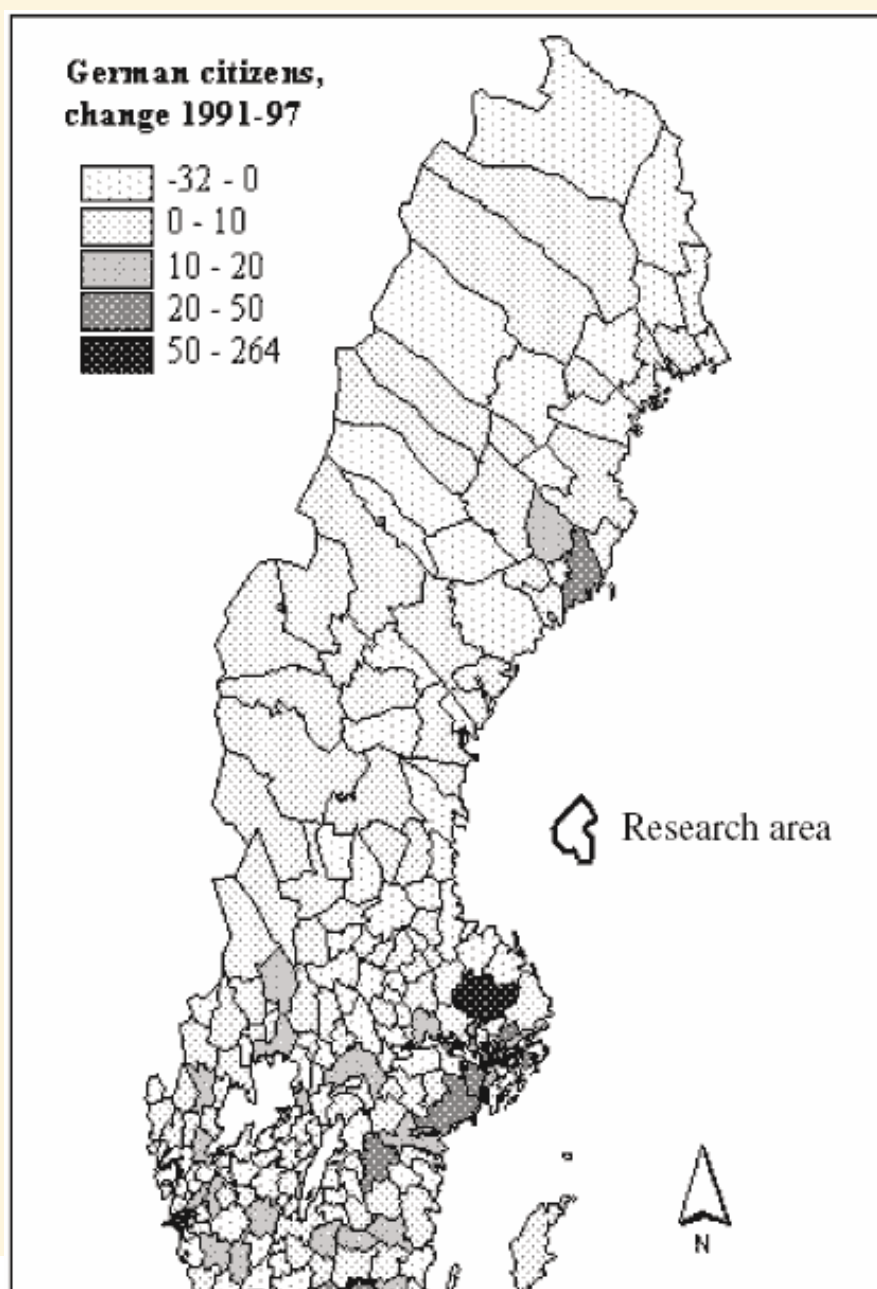 German citizens,
change 1991-97
-32 - 0
0 - 10
10 - 20
20 - 50
50 - 264
Research area
N